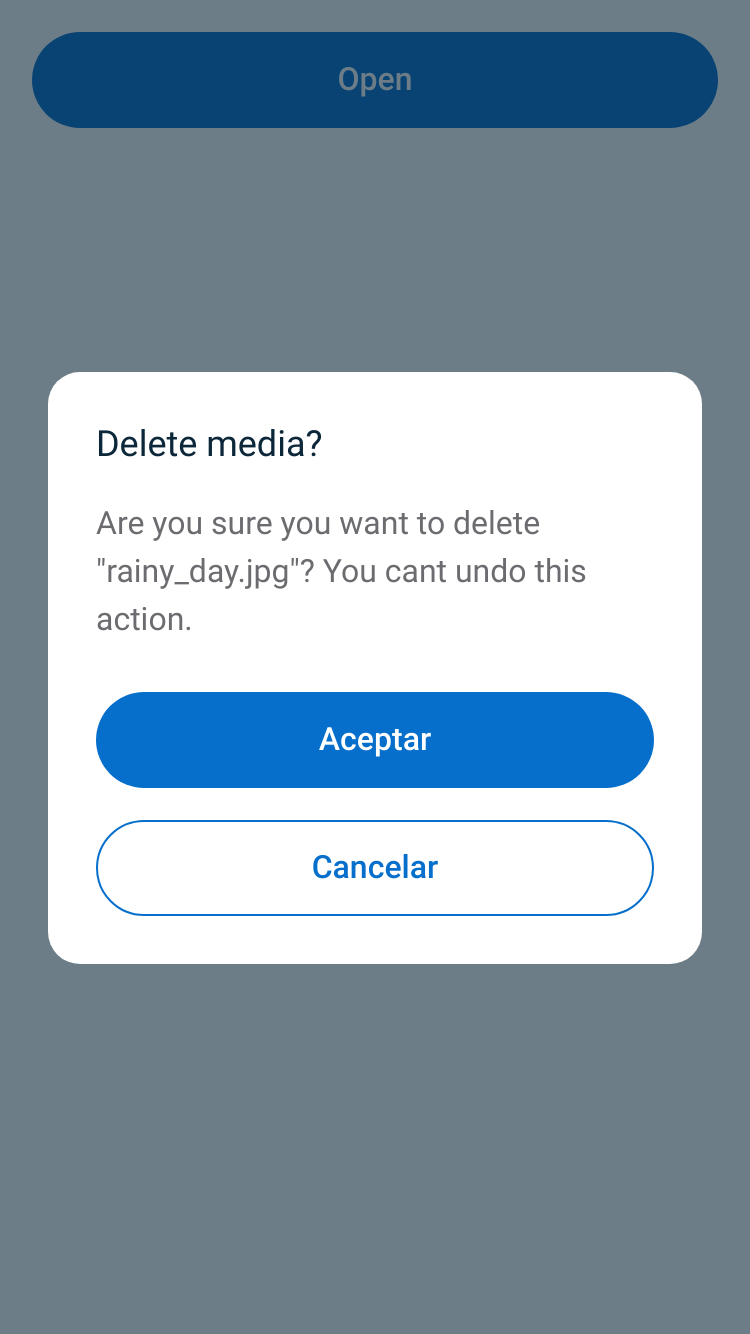 Open
Delete media?
Are you sure you want to delete
"rainy_day.jpg"? You cant undo this
action.
Aceptar
Cancelar